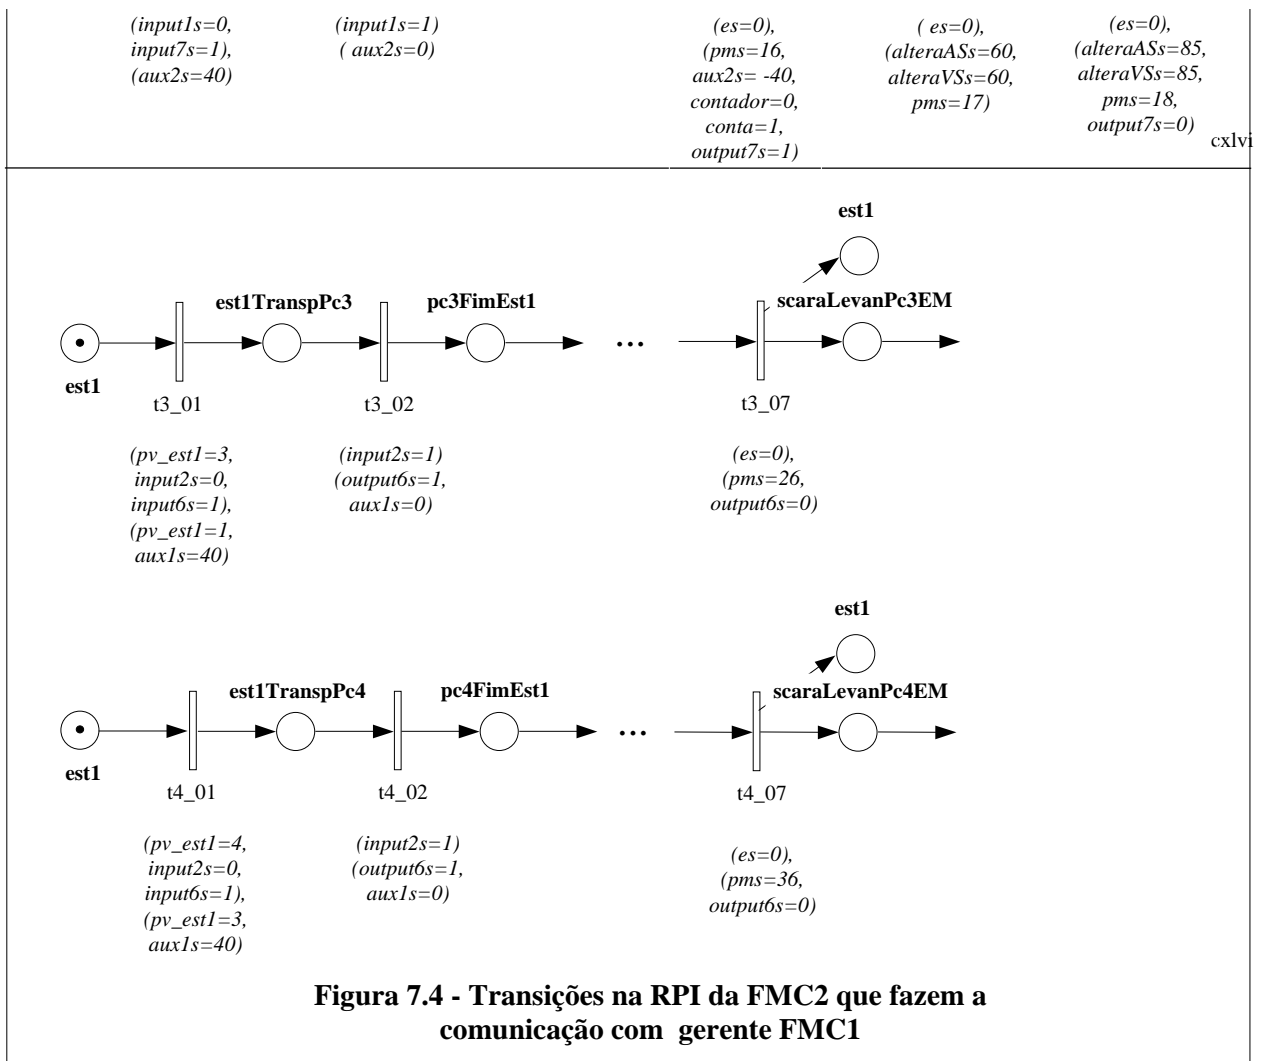 (input1s=0,
input7s=1),
(aux2s=40)
(input1s=1)
( aux2s=0)
(es=0),
(pms=16,
aux2s= -40,
contador=0,
conta=1,
output7s=1)
( es=0),
(alteraASs=60,
alteraVSs=60,
pms=17)
(es=0),
(alteraASs=85,
alteraVSs=85,
pms=18,
output7s=0)
cxlvi
est1
est1TranspPc3
pc3FimEst1
scaraLevanPc3EM
...
est1
t3_01
t3_02
t3_07
(pv_est1=3,
input2s=0,
input6s=1),
(pv_est1=1,
aux1s=40)
(input2s=1)
(output6s=1,
aux1s=0)
(es=0),
(pms=26,
output6s=0)
est1
est1TranspPc4
pc4FimEst1
scaraLevanPc4EM
...
est1
t4_01
t4_02
t4_07
(pv_est1=4,
input2s=0,
input6s=1),
(pv_est1=3,
aux1s=40)
(input2s=1)
(output6s=1,
aux1s=0)
(es=0),
(pms=36,
output6s=0)
Figura 7.4 - Transições na RPI da FMC2 que fazem a
comunicação com gerente FMC1